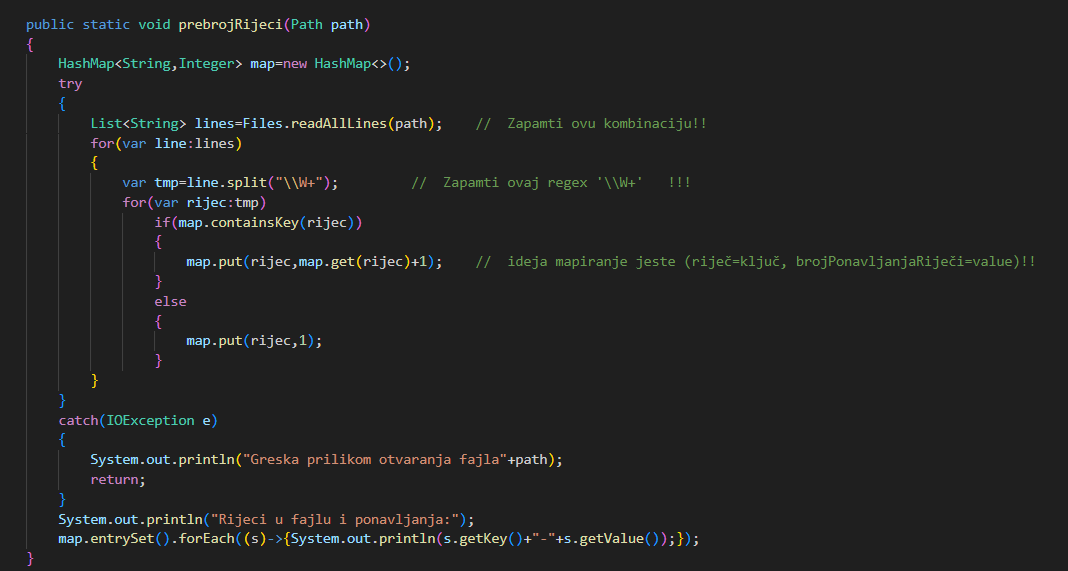 public static void prebrojRijeci(Path path)
{
    HashMap<String,Integer> map=new HashMap<>();
    try
    {
        List<String> lines=Files.readAllLines(path);    //  Zapamti ovu kombinaciju!!
        for(var line:lines)
        {
            var tmp=line.split("\\W+");         //  Zapamti ovaj regex '\\W+'   !!!
            for(var rijec:tmp)
                if(map.containsKey(rijec))
                {
                    map.put(rijec,map.get(rijec)+1);    //  ideja mapiranje jeste (riječ=ključ, brojPonavljanjaRiječi=value)!!
                }
                else
                {
                    map.put(rijec,1);
                }
        }
    }
    catch(IOException e)
    {
        System.out.println("Greska prilikom otvaranja fajla"+path);
        return;
    }
    System.out.println("Rijeci u fajlu i ponavljanja:");
    map.entrySet().forEach((s)->{System.out.println(s.getKey()+"-"+s.getValue());});
}